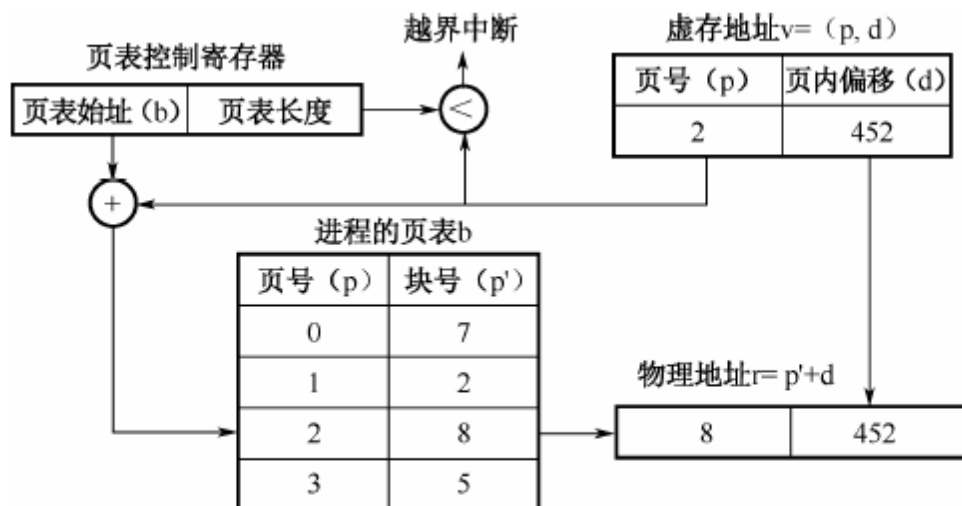 越界中断
虚存地址v=（p, d）
页表控制寄存器
页号（p） 页内偏移（d）
页表始址（b） 页表长度
<
2 452
+
进程的页表b
页号（p） 块号（p'）
0 7
1 2
物理地址r= p'+d
2 8
8 452
3 5